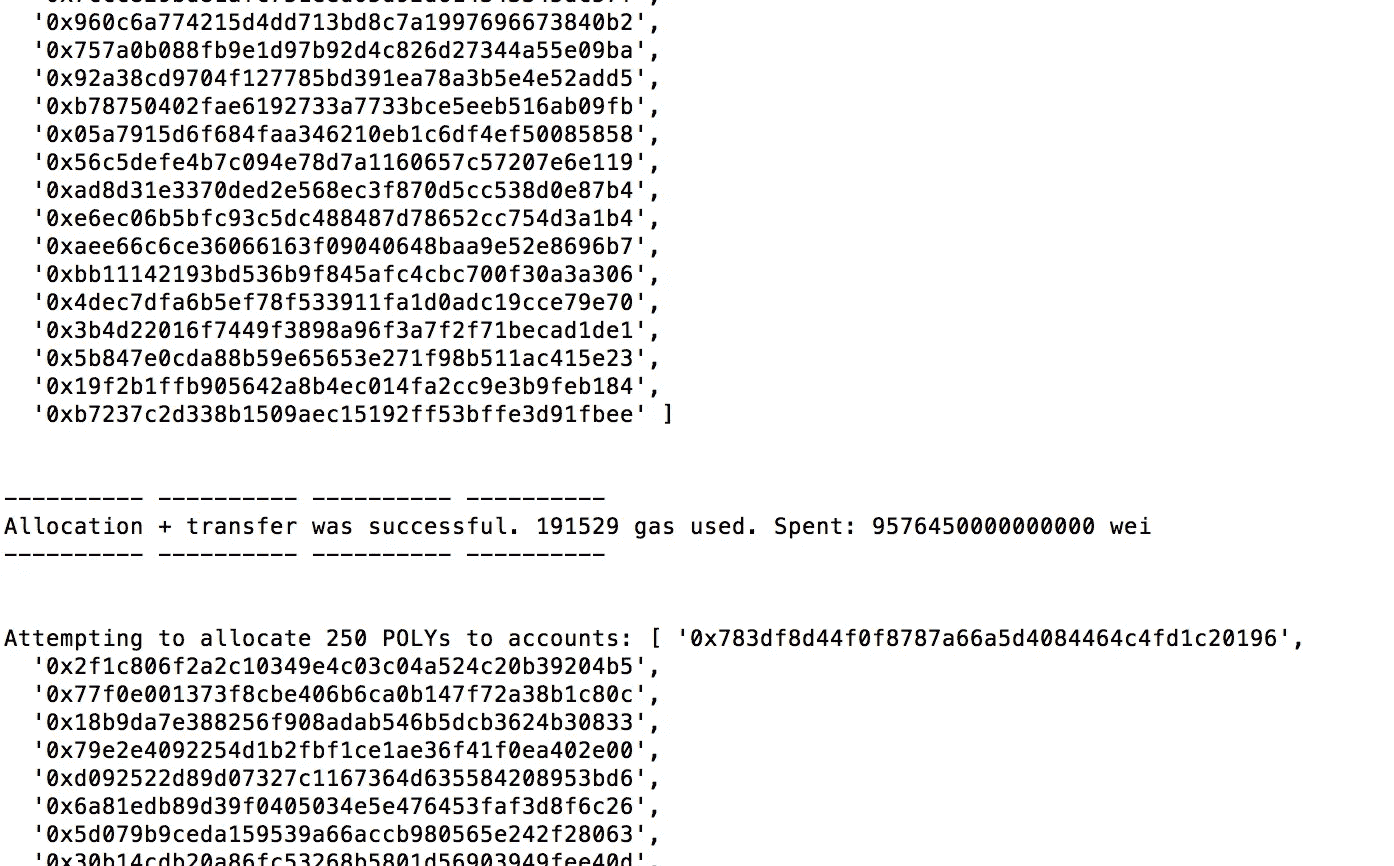 '0x960c6a774215d4dd713bd8c7a1997696673840b2',
'0x757a0b088fb9e1d97b92d4c826d27344a55e09ba',
'0x92a38cd9704f127785bd391ea78a3b5e4e52add5',
'0xb78750402fae6192733a7733bce5eeb516ab09fb',
'0x05a7915d6f684faa346210eb1c6df4ef50085858',
'0x56c5defe4b7c094e78d7a1160657c57207e6e119',
'0xad8d31e3370ded2e568ec3f870d5cc538d0e87b4',
'0xe6ec06b5bfc93c5dc488487d78652cc754d3a1b4',
'0xaee66c6ce36066163f09040648baa9e52e8696b7',
'0xbb11142193bd536b9f845afc4cbc700f30a3a306',
'0x4dec7dfa6b5ef78f533911fa1d0adc19cce79e70',
'0x3b4d22016f7449f3898a96f3a7f2f71becad1de1',
'0x5b847e0cda88b59e65653e271f98b511ac415e23',
'0x19f2b1ffb905642a8b4ec014fa2cc9e3b9feb184',
'0xb7237c2d338b1509aec15192ff53bffe3d91fbee' ]
---------- ---------- ---------- ----------
Allocation + transfer was successful. 191529 gas used. Spent: 9576450000000000 wei
---------- ---------- ---------- ----------
Attempting to allocate 250 POLYs to accounts: [ '0x783df8d44f0f8787a66a5d4084464c4fd1c20196',
'0x2f1c806f2a2c10349e4c03c04a524c20b39204b5',
'0x77f0e001373f8cbe406b6ca0b147f72a38b1c80c',
'0x18b9da7e388256f908adab546b5dcb3624b30833',
'0x79e2e4092254d1b2fbf1ce1ae36f41f0ea402e00',
'0xd092522d89d07327c1167364d635584208953bd6',
'0x6a81edb89d39f0405034e5e476453faf3d8f6c26',
'0x5d079b9ceda159539a66accb980565e242f28063',
'0x30b14cdb20a86fc53268b5801d56903949fee40d',